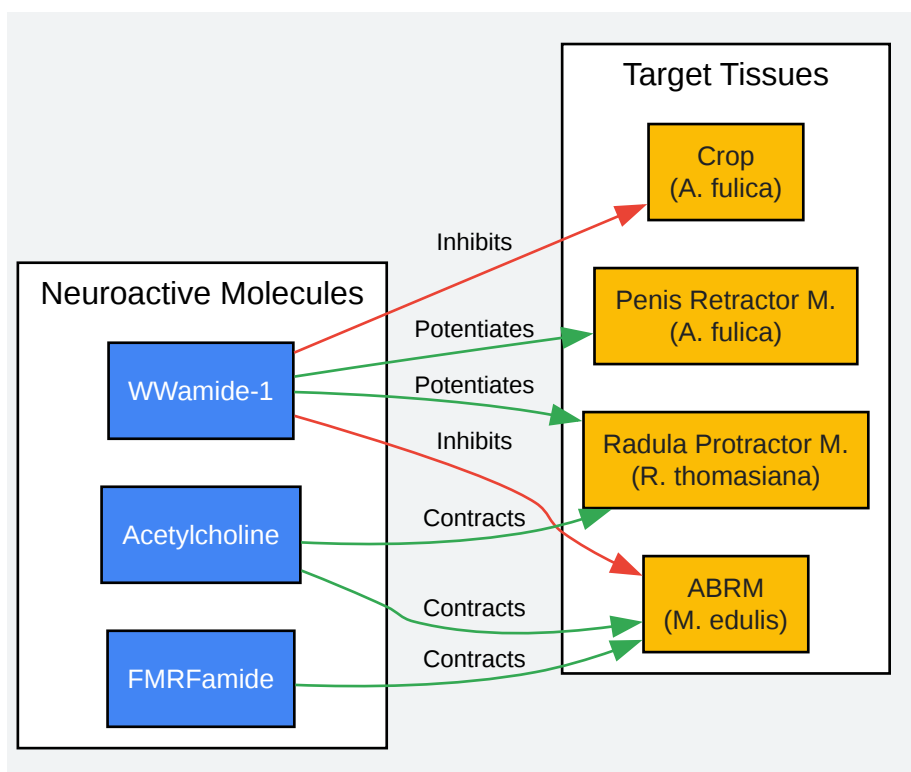 Target Tissues
Crop
(A. fulica)
Inhibits
Penis Retractor M.
(A. fulica)
Neuroactive Molecules
Potentiates
WWamide-1
Potentiates
Radula Protractor M.
(R. thomasiana)
Inhibits
Acetylcholine
Contracts
ABRM
(M. edulis)
Contracts
FMRFamide
Contracts